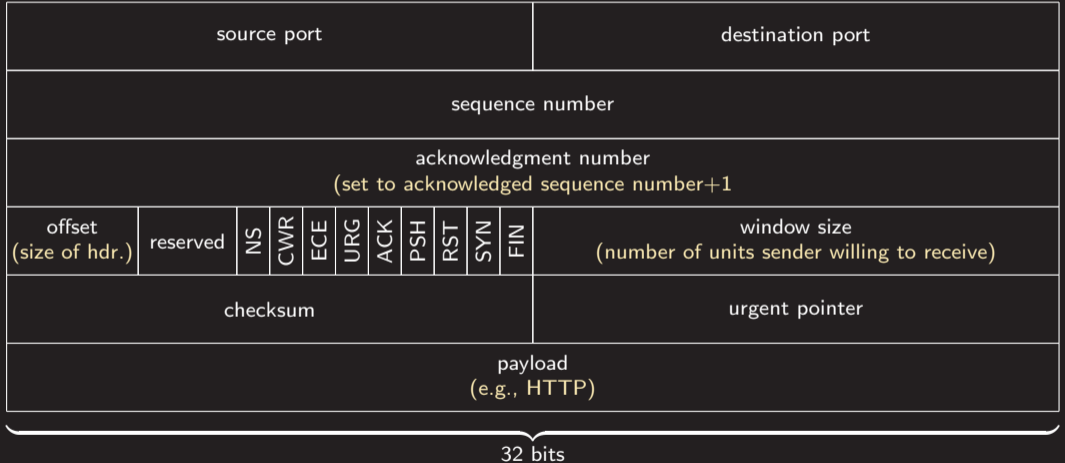 source port
destination port
sequence number
acknowledgment number
(set to acknowledged sequence number+1
offset
(size of hdr.)
reserved
NS
CWR
ECE
URG
ACK
PSH
RST
SYN
FIN
window size
(number of units sender willing to receive)
checksum
urgent pointer
payload
(e.g., HTTP)
32 bits